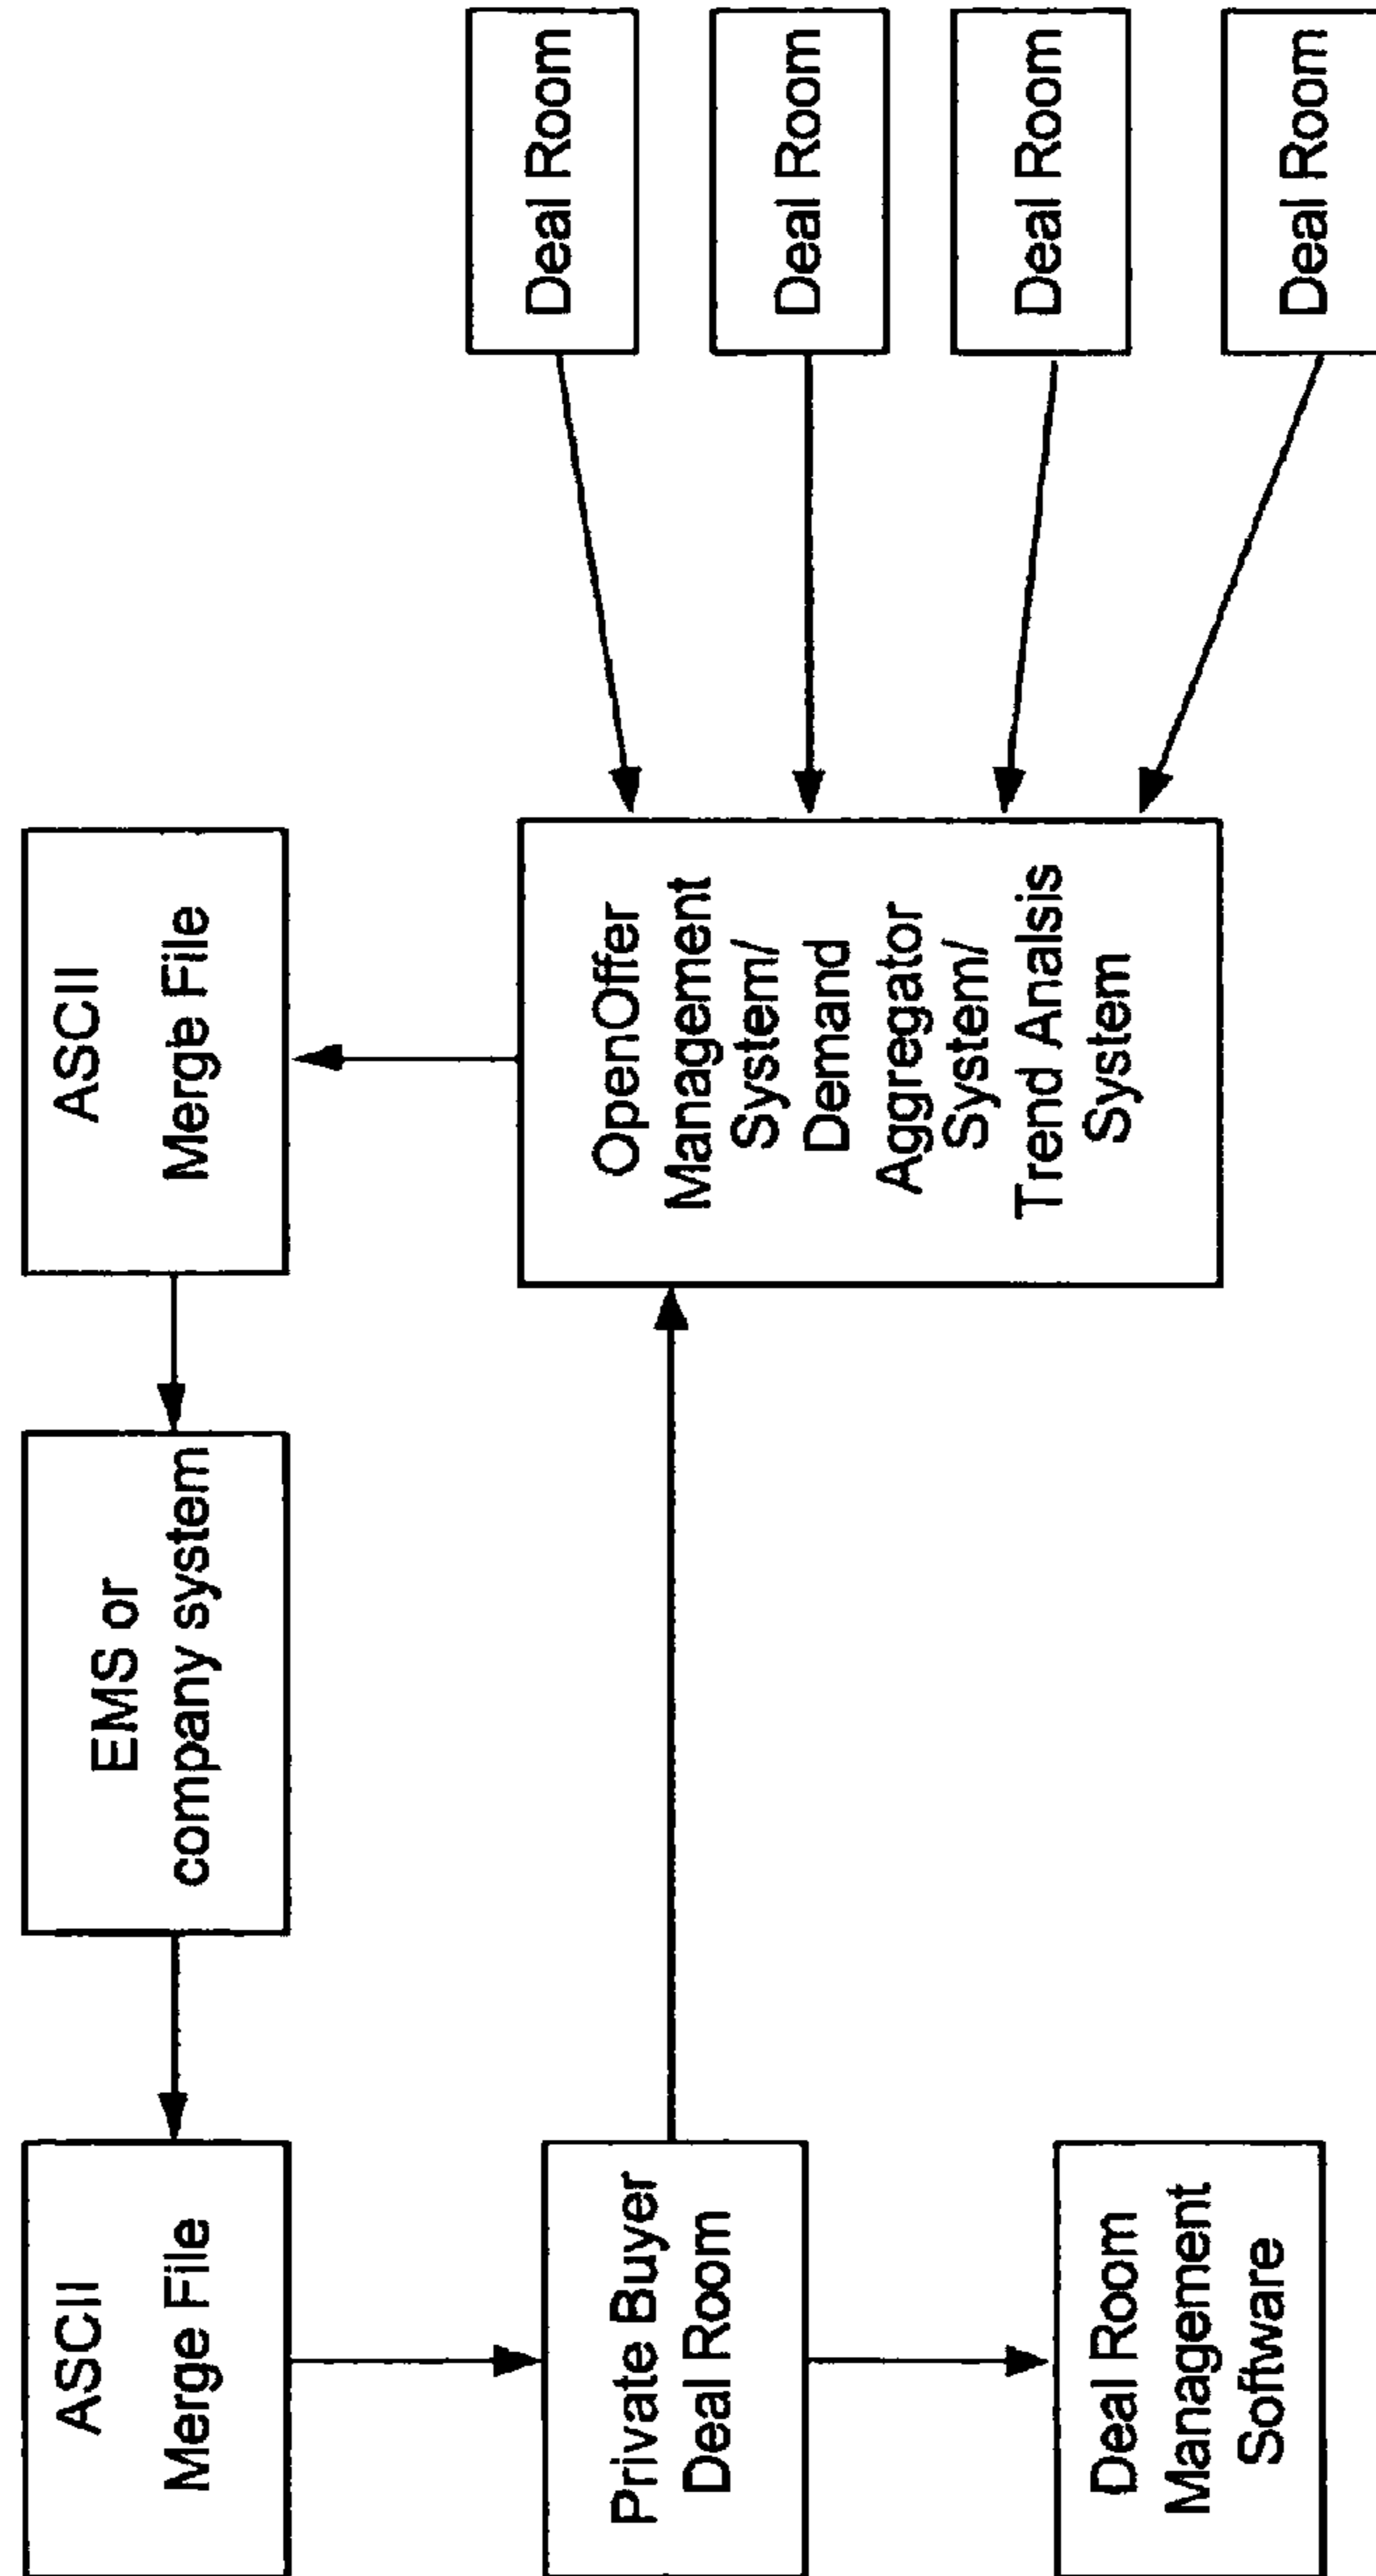 ASCII
Merge File
EMS or
company system
ASCII
Merge File
Private Buyer
Deal Room
OpenOffer
Management
System/
Demand
Aggregator
System/
Trend Analsis
System
Deal Room
Deal Room
Deal Room
Deal Room
Deal Room
Management
Software